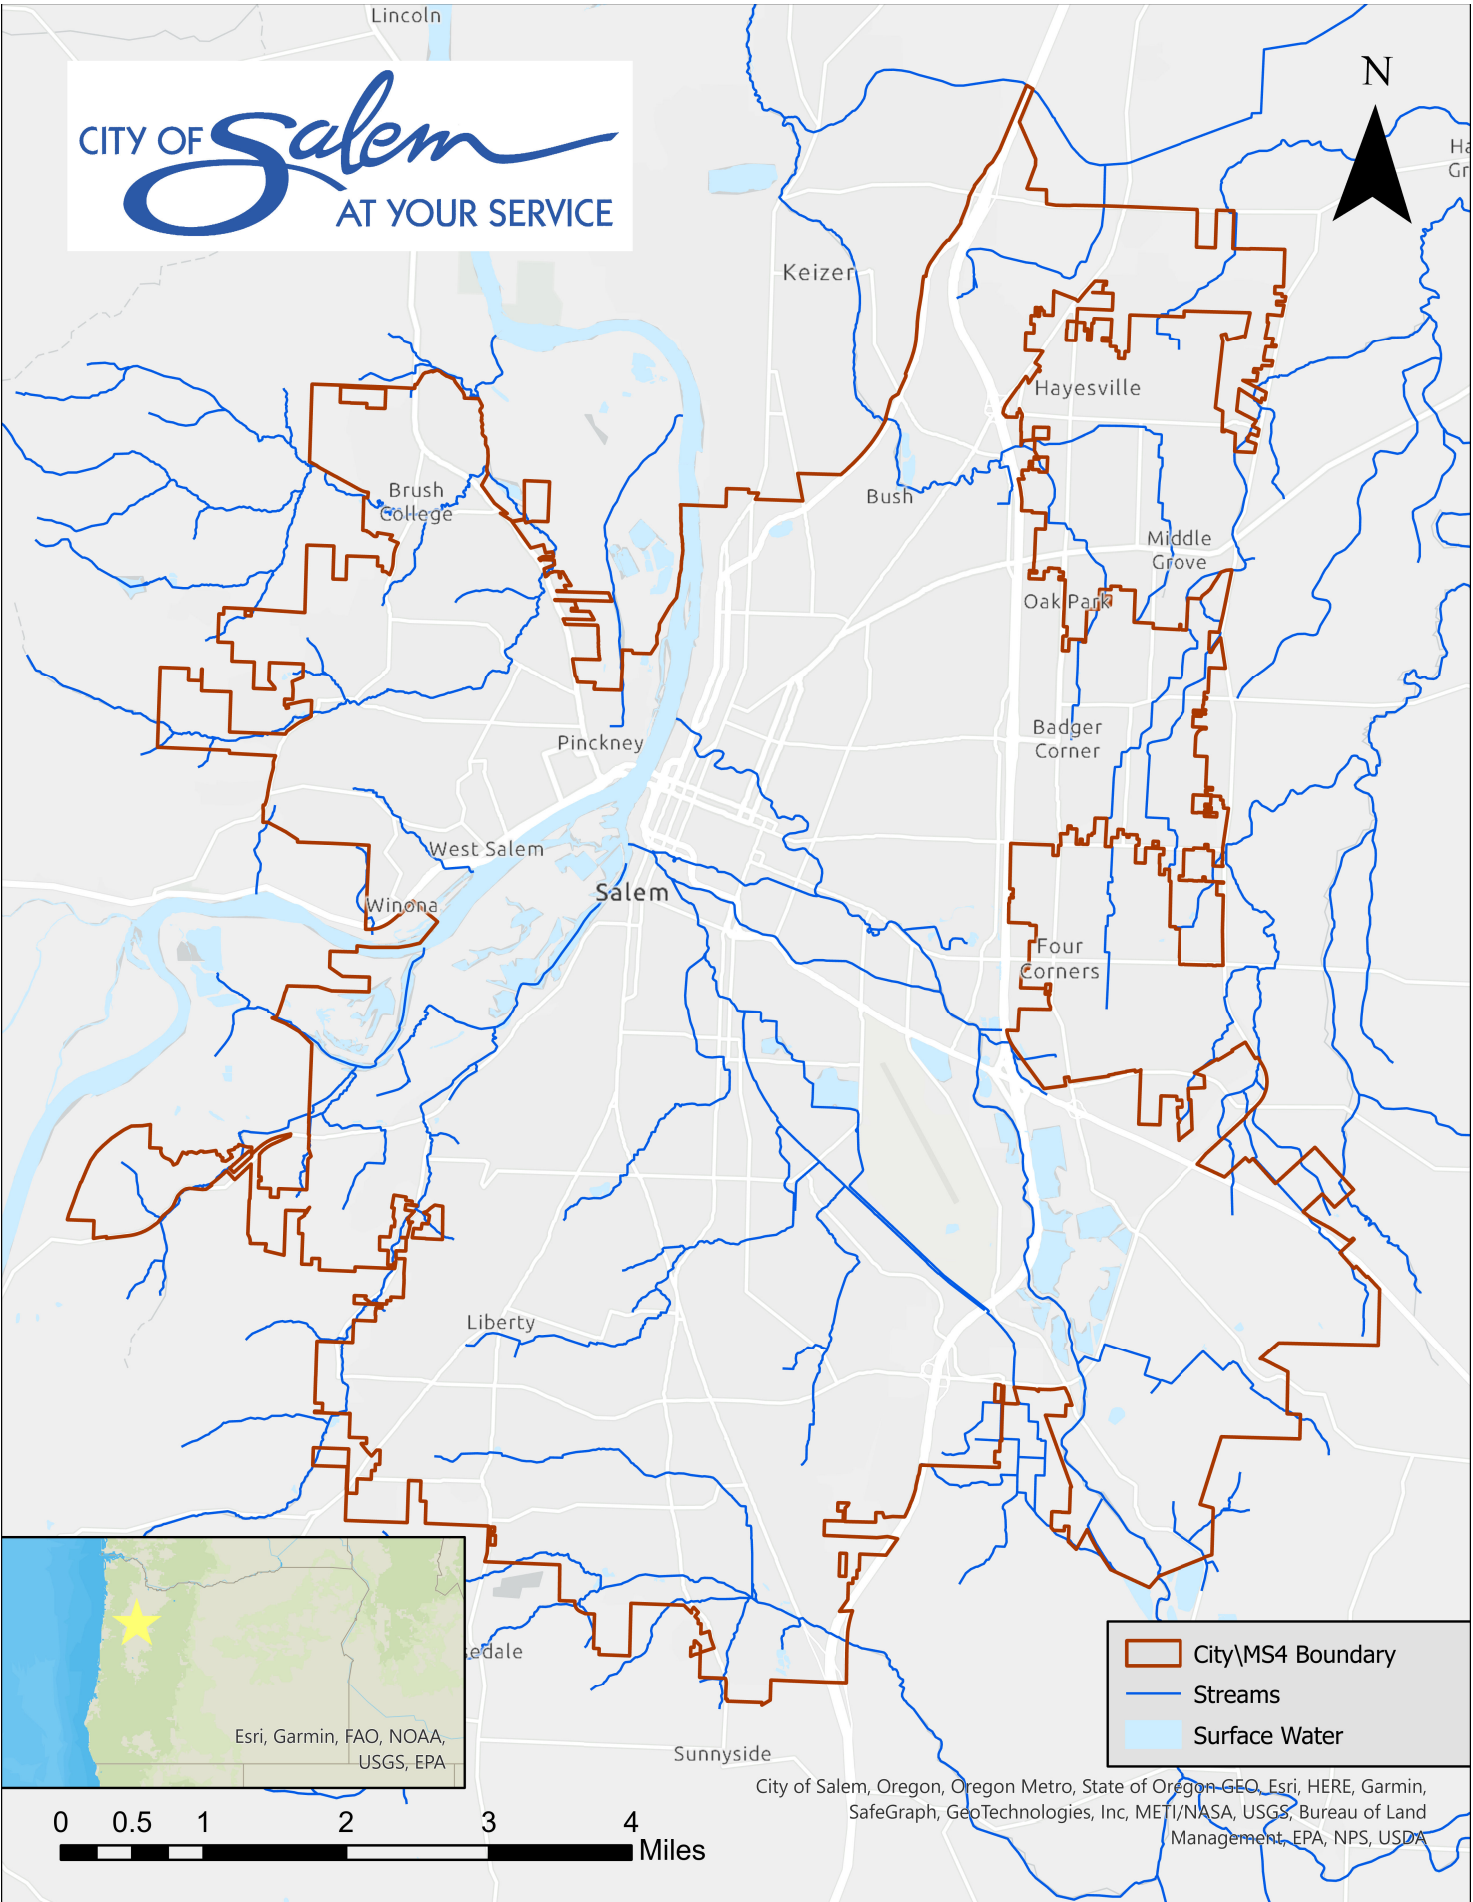 Lincoln
CITY OF Salem
AT YOUR SERVICE
N
Ha
Gr
Keizer
Hayesville
Brush
College
Bush
Middle
Grove
Oak Park
Badger
Corner
Pinckney
West Salem
Salem
Winona
Four
Corners
Liberty
sedale
Sunnyside
Esri, Garmin, FAO, NOAA,
USGS, EPA
City\MS4 Boundary
Streams
Surface Water
City of Salem, Oregon, Oregon Metro, State of Oregon GEO, Esri, HERE, Garmin,
SafeGraph, GeoTechnologies, Inc, METI/NASA, USGS, Bureau of Land
Management, EPA, NPS, USDA
0 0.5 1 2 3 4
Miles